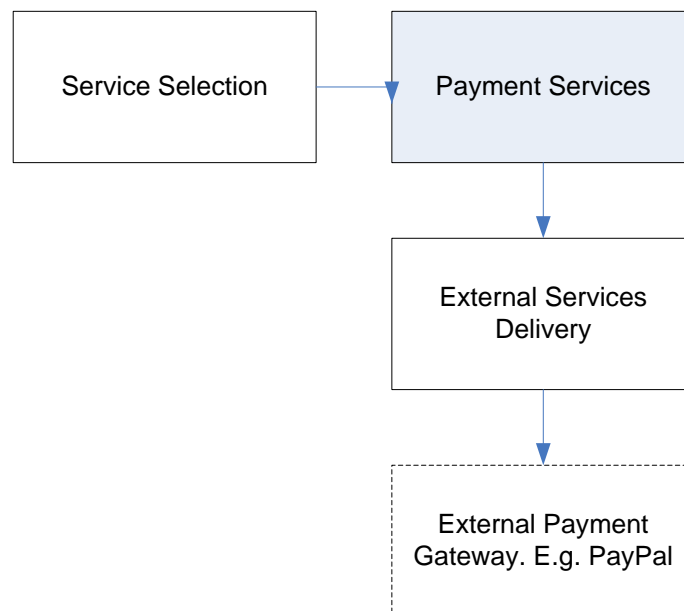 Service Selection
Payment Services
External Services
Delivery
External Payment
Gateway. E.g. PayPal